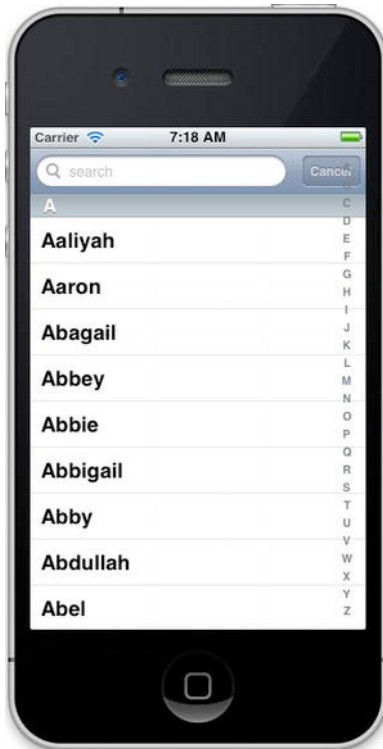 Carrier 7:18 AM
search Cancel
A
Aaliyah
Aaron
Abagail
Abbey
Abbie
Abbigail
Abby
Abdullah
Abel
C
D
E
F
G
H
I
J
K
L
M
N
O
P
Q
R
S
T
U
V
W
X
Y
Z